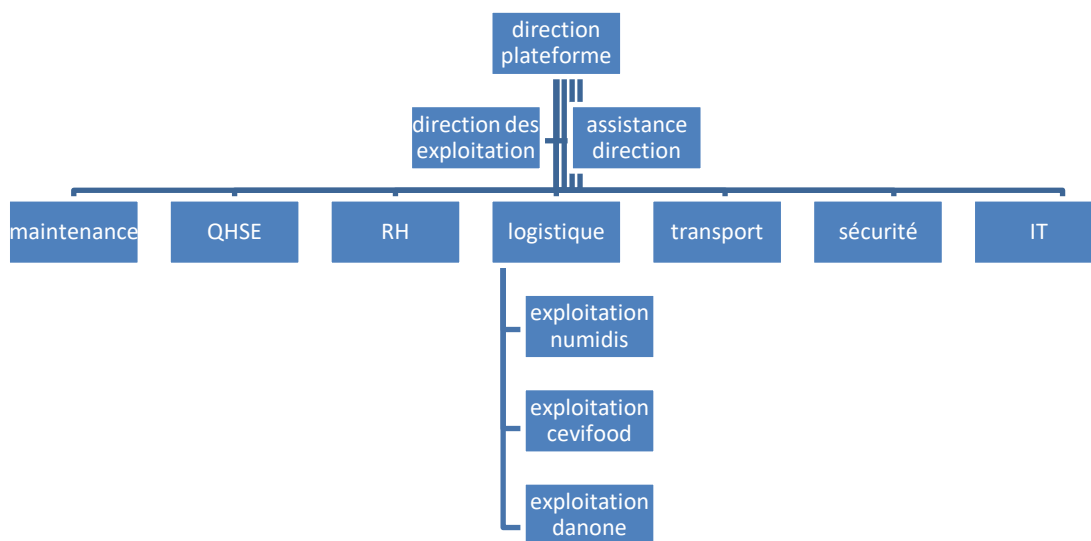 direction
plateforme
direction des
exploitation
assistance
direction
maintenance
QHSE
RH
logistique
transport
sécurité
IT
exploitation
numidis
exploitation
cevifood
exploitation
danone